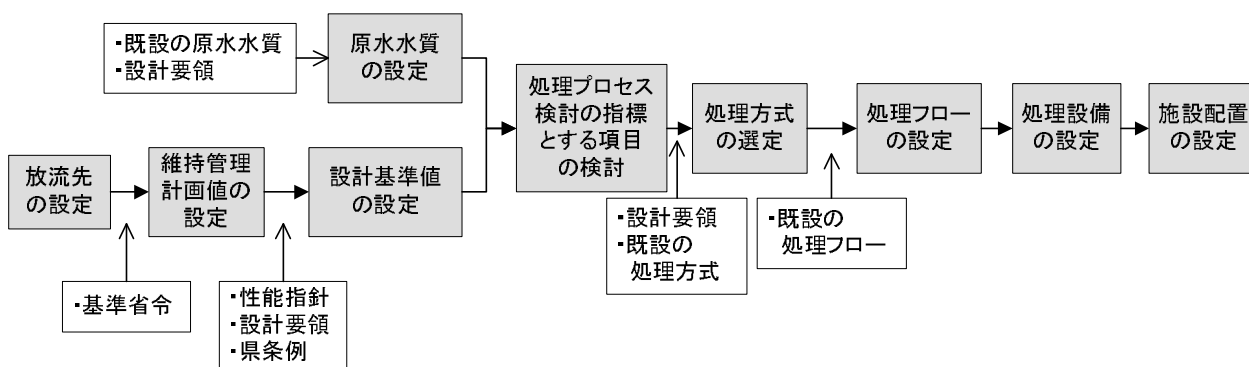 ・既設の原水水質
・設計要領
原水水質
の設定
放流先
の設定
維持管理
計画値の
設定
設計基準値
の設定
処理プロセス
検討の指標
とする項目
の検討
処理方式
の選定
処理フロー
の設定
処理設備
の設定
施設配置
の設定
・基準省令
・性能指針
・設計要領
・県条例
・設計要領
・既設の
処理方式
・既設の
処理フロー